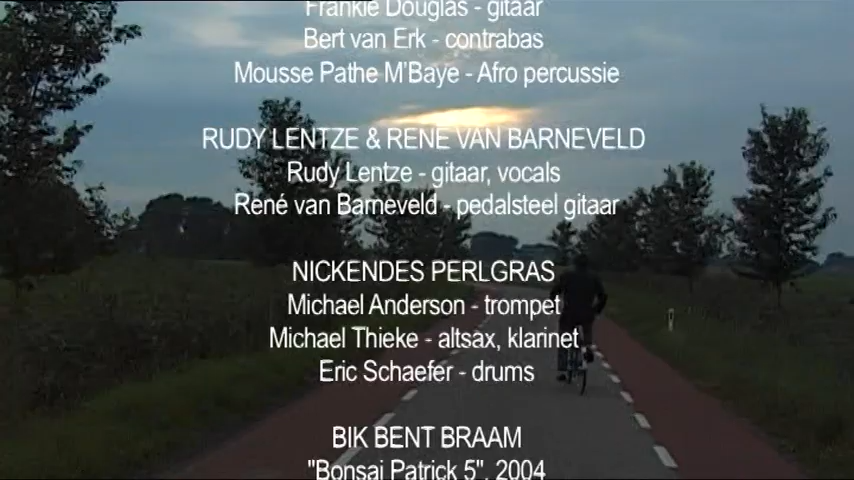 Frankie Douglas - gitaar
Bert van Erk - contrabas
Mousse Pathe M'Baye - Afro percussie
RUDY LENTZE & RENE VAN BARNEVELD
Rudy Lentze - gitaar, vocals
René van Barneveld - pedalsteel gitaar
NICKENDES PERLGRAS
Michael Anderson - trompet
Michael Thieke - altsax, klarinet
Eric Schaefer - drums
BIK BENT BRAAM
"Bonsai Patrick 5", 2004